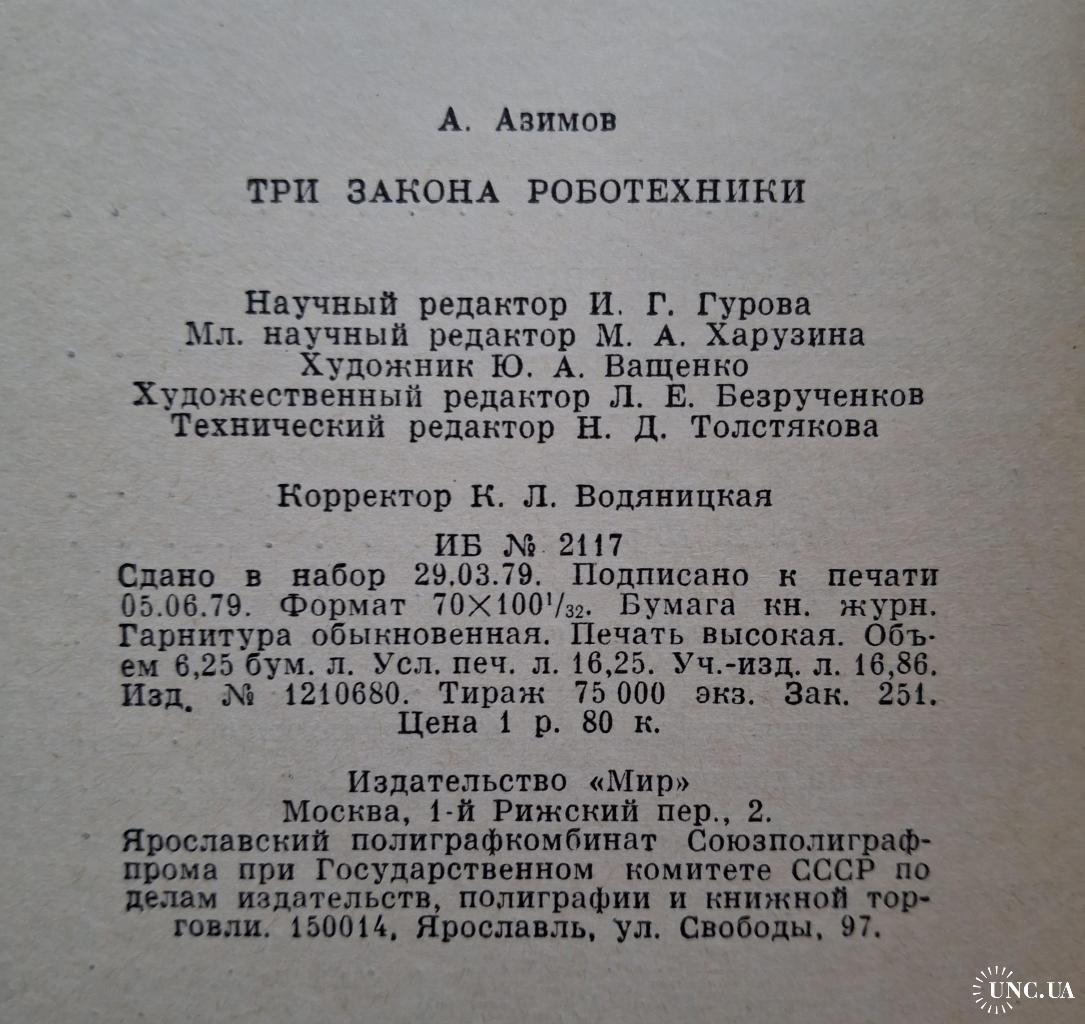 А. Азимов
ТРИ ЗАКОНА РОБОТЕХНИКИ
Научный редактор И. Г. Гурова
Мл. научный редактор М. А. Харузина
Художник Ю. А. Ващенко
Художественный редактор Л. Е. Безрученков
Технический редактор Н. Д. Толстякова
Корректор К. Л. Водяницкая
ИБ № 2117
Сдано в набор 29.03.79. Подписано к печати
05.06.79. Формат 70×100¹/₃₂. Бумага кн. журн.
Гарнитура обыкновенная. Печать высокая. Объ-
ем 6,25 бум. л. Усл. печ. л. 16,25. Уч.-изд. л. 16,86.
Изд. № 1210680. Тираж 75 000 экз. Зак. 251.
Цена 1 р. 80 к.
Издательство «Мир»
Москва, 1-й Рижский пер., 2.
Ярославский полиграфкомбинат Союзполиграф-
прома при Государственном комитете СССР по
делам издательств, полиграфии и книжной тор-
говли. 150014, Ярославль, ул. Свободы, 97.
UNC.UA